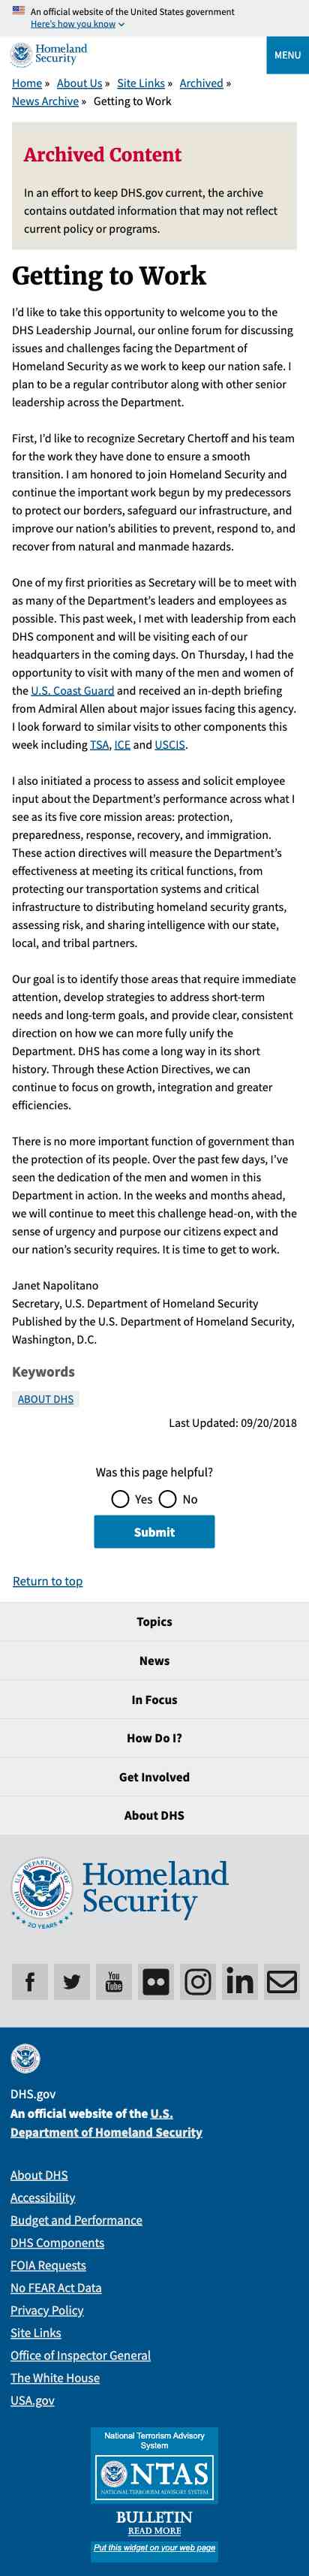 An official website of the United States government
Here's how you know
Homeland
Security
MENU
Home » About Us » Site Links » Archived »
News Archive » Getting to Work
Archived Content
In an effort to keep DHS.gov current, the archive
contains outdated information that may not reflect
current policy or programs.
Getting to Work
I'd like to take this opportunity to welcome you to the
DHS Leadership Journal, our online forum for discussing
issues and challenges facing the Department of
Homeland Security as we work to keep our nation safe. I
plan to be a regular contributor along with other senior
leadership across the Department.
First, I'd like to recognize Secretary Chertoff and his team
for the work they have done to ensure a smooth
transition. I am honored to join Homeland Security and
continue the important work begun by my predecessors
to protect our borders, safeguard our infrastructure, and
improve our nation's abilities to prevent, respond to, and
recover from natural and manmade hazards.
One of my first priorities as Secretary will be to meet with
as many of the Department's leaders and employees as
possible. This past week, I met with leadership from each
DHS component and will be visiting each of our
headquarters in the coming days. On Thursday, I had the
opportunity to visit with many of the men and women of
the U.S. Coast Guard and received an in-depth briefing
from Admiral Allen about major issues facing this agency.
I look forward to similar visits to other components this
week including TSA, ICE and USCIS.
I also initiated a process to assess and solicit employee
input about the Department's performance across what I
see as its five core mission areas: protection,
preparedness, response, recovery, and immigration.
These action directives will measure the Department's
effectiveness at meeting its critical functions, from
protecting our transportation systems and critical
infrastructure to distributing homeland security grants,
assessing risk, and sharing intelligence with our state,
local, and tribal partners.
Our goal is to identify those areas that require immediate
attention, develop strategies to address short-term
needs and long-term goals, and provide clear, consistent
direction on how we can more fully unify the
Department. DHS has come a long way in its short
history. Through these Action Directives, we can
continue to focus on growth, integration and greater
efficiencies.
There is no more important function of government than
the protection of its people. Over the past few days, I've
seen the dedication of the men and women in this
Department in action. In the weeks and months ahead,
we will continue to meet this challenge head-on, with the
sense of urgency and purpose our citizens expect and
our nation's security requires. It is time to get to work.
Janet Napolitano
Secretary, U.S. Department of Homeland Security
Published by the U.S. Department of Homeland Security,
Washington, D.C.
Keywords
ABOUT DHS
Last Updated: 09/20/2018
Was this page helpful?
Yes No
Submit
Return to top
Topics
News
In Focus
How Do I?
Get Involved
About DHS
Homeland
Security
20 YEARS
You
Tube
DHS.gov
An official website of the U.S.
Department of Homeland Security
About DHS
Accessibility
Budget and Performance
DHS Components
FOIA Requests
No FEAR Act Data
Privacy Policy
Site Links
Office of Inspector General
The White House
USA.gov
National Terrorism Advisory
System
NTAS
NATIONAL TERRORISM ADVISORY SYSTEM
BULLETIN
READ MORE
Put this widget on your web page